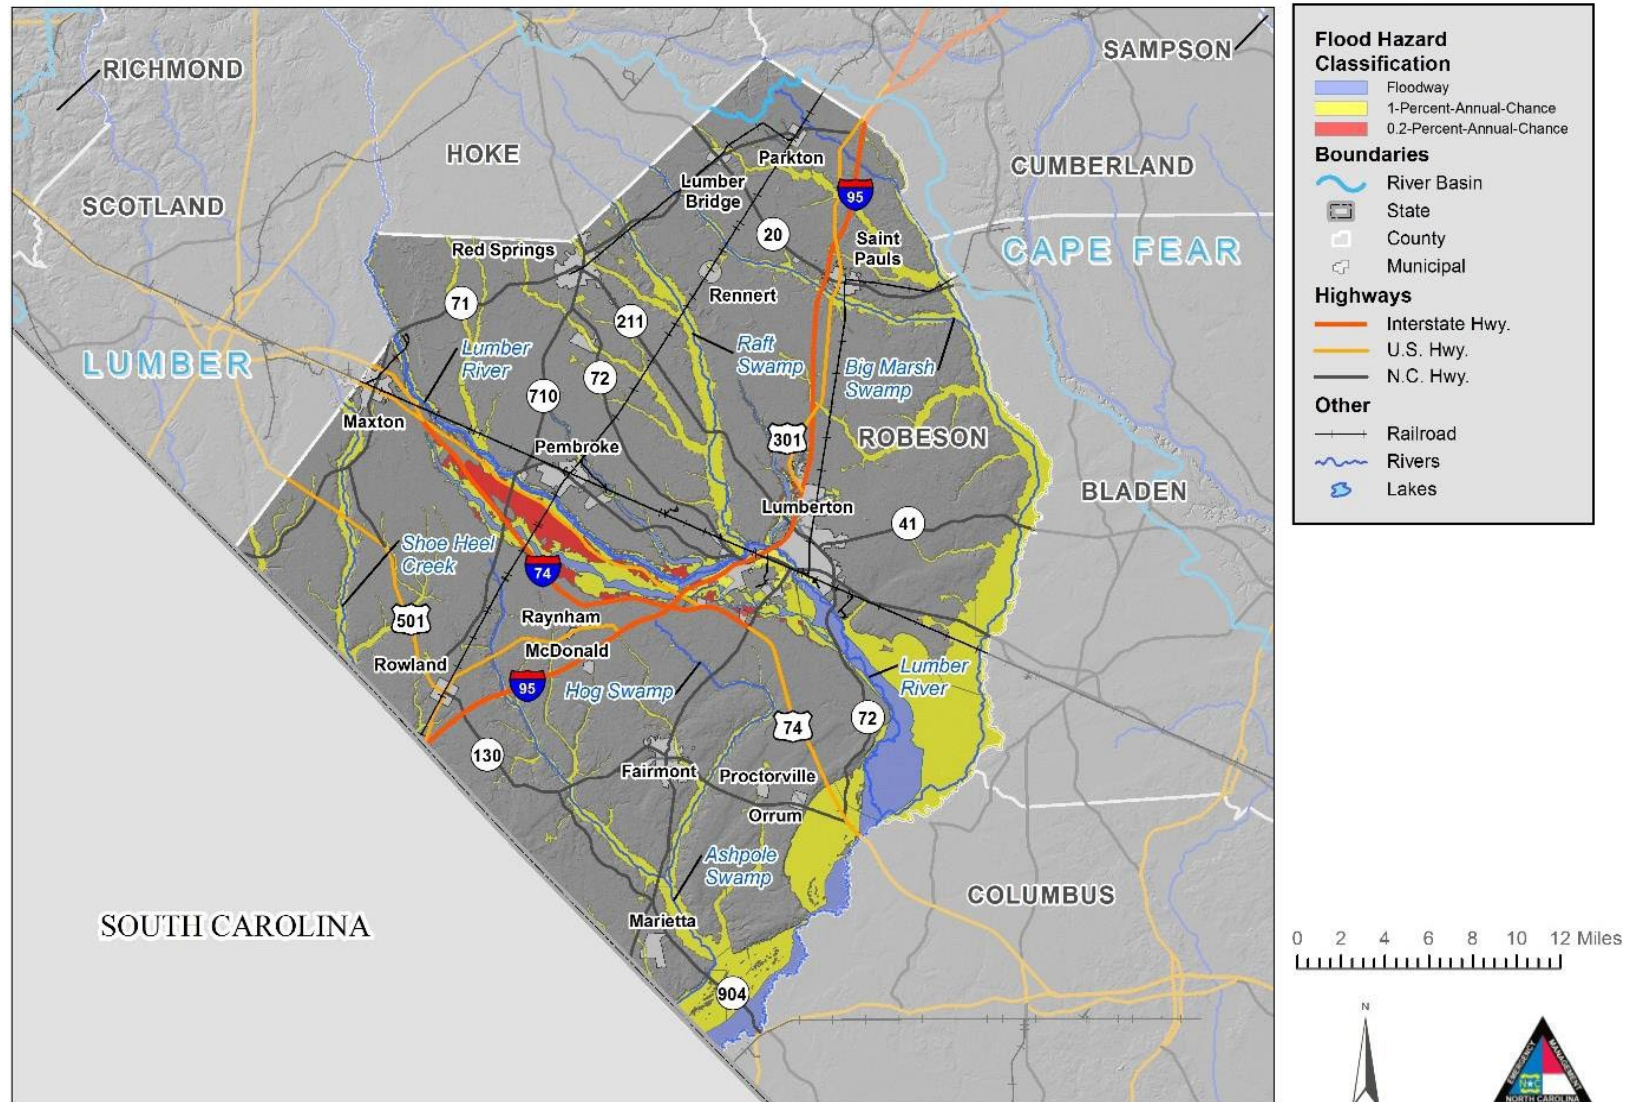 RICHMOND
SAMPSON
HOKE
CUMBERLAND
SCOTLAND
Parkton
Lumber
Bridge
95
20
Saint
Pauls
CAPE FEAR
Red Springs
Rennert
71
211
LUMBER
Lumber
River
Raft
Swamp
Big Marsh
Swamp
72
710
Maxton
301
ROBESON
Pembroke
BLADEN
Lumberton
41
Shoe Heel
Creek
74
501
Raynham
McDonald
Rowland
95
Hog Swamp
Lumber
River
74
72
130
Fairmont
Proctorville
Orrum
Ashpole
Swamp
COLUMBUS
SOUTH CAROLINA
Marietta
904
Flood Hazard
Classification
Floodway
1-Percent-Annual-Chance
0.2-Percent-Annual-Chance
Boundaries
River Basin
State
County
Municipal
Highways
Interstate Hwy.
U.S. Hwy.
N.C. Hwy.
Other
Railroad
Rivers
Lakes
0 2 4 6 8 10 12 Miles
N
EMERGENCY
MANAGEMENT
NC
NORTH CAROLINA